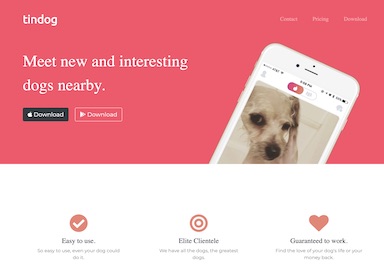 tindog
Contact Pricing Download
Meet new and interesting
dogs nearby.
Download Download
Easy to use.
So easy to use, even your dog could
do it.
Elite Clientele
We have all the dogs, the greatest
dogs.
Guaranteed to work.
Find the love of your dog's life or your
money back.